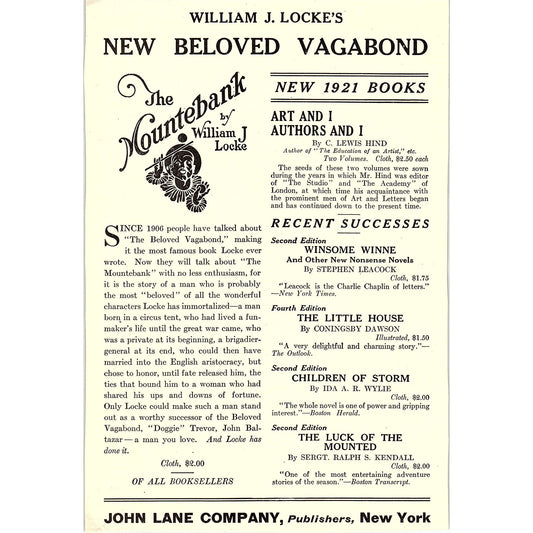 WILLIAM J. LOCKE'S
NEW BELOVED VAGABOND
The
Mountebank
by
William J
Locke
SINCE 1906 people have talked about
"The Beloved Vagabond," making
it the most famous book Locke ever
wrote. Now they will talk about "The
Mountebank" with no less enthusiasm, for
it is the story of a man who is probably
the most "beloved" of all the wonderful
characters Locke has immortalized—a man
born in a circus tent, who had lived a fun-
maker's life until the great war came, who
was a private at its beginning, a brigadier-
general at its end, who could then have
married into the English aristocracy, but
chose to honor, until fate released him, the
ties that bound him to a woman who had
shared his ups and downs of fortune.
Only Locke could make such a man stand
out as a worthy successor of the Beloved
Vagabond, "Doggie" Trevor, John Bal-
tazar—a man you love. And Locke has
done it.
Cloth, $2.00
OF ALL BOOKSELLERS
NEW 1921 BOOKS
ART AND I
AUTHORS AND I
By C. LEWIS HIND
Author of "The Education of an Artist," etc.
Two Volumes. Cloth, $2.50 each
The seeds of these two volumes were sown
during the years in which Mr. Hind was editor
of "The Studio" and "The Academy" of
London, at which time his acquaintance with
the prominent men of Art and Letters began
and has continued down to the present time.
RECENT SUCCESSES
Second Edition
WINSOME WINNE
And Other New Nonsense Novels
By STEPHEN LEACOCK
Cloth, $1.75
"Leacock is the Charlie Chaplin of letters."
—New York Times.
Fourth Edition
THE LITTLE HOUSE
By CONINGSBY DAWSON
Illustrated, $1.50
"A very delightful and charming story."—
The Outlook.
Second Edition
CHILDREN OF STORM
By IDA A. R. WYLIE
Cloth, $2.00
"The whole novel is one of power and gripping
interest."—Boston Herald.
Second Edition
THE LUCK OF THE
MOUNTED
By SERGT. RALPH S. KENDALL
Cloth, $2.00
"One of the most entertaining adventure
stories of the season."—Boston Transcript.
JOHN LANE COMPANY, Publishers, New York